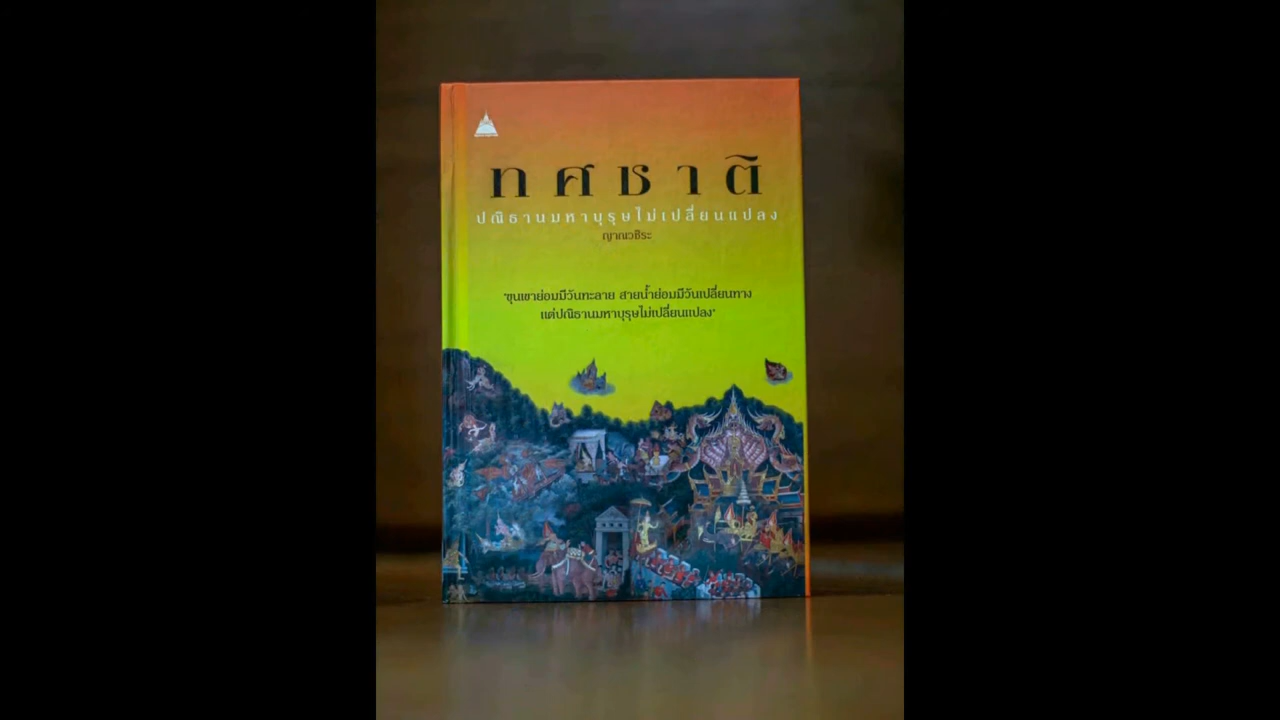 ทศชาติ
ปณิธานมหาบุรุษไม่เปลี่ยนแปลง
ญาณวชิระ
'ขุนเขาย่อมมีวันทะลาย สายน้ำย่อมมีวันเปลี่ยนทาง
แต่ปณิธานมหาบุรุษไม่เปลี่ยนแปลง'